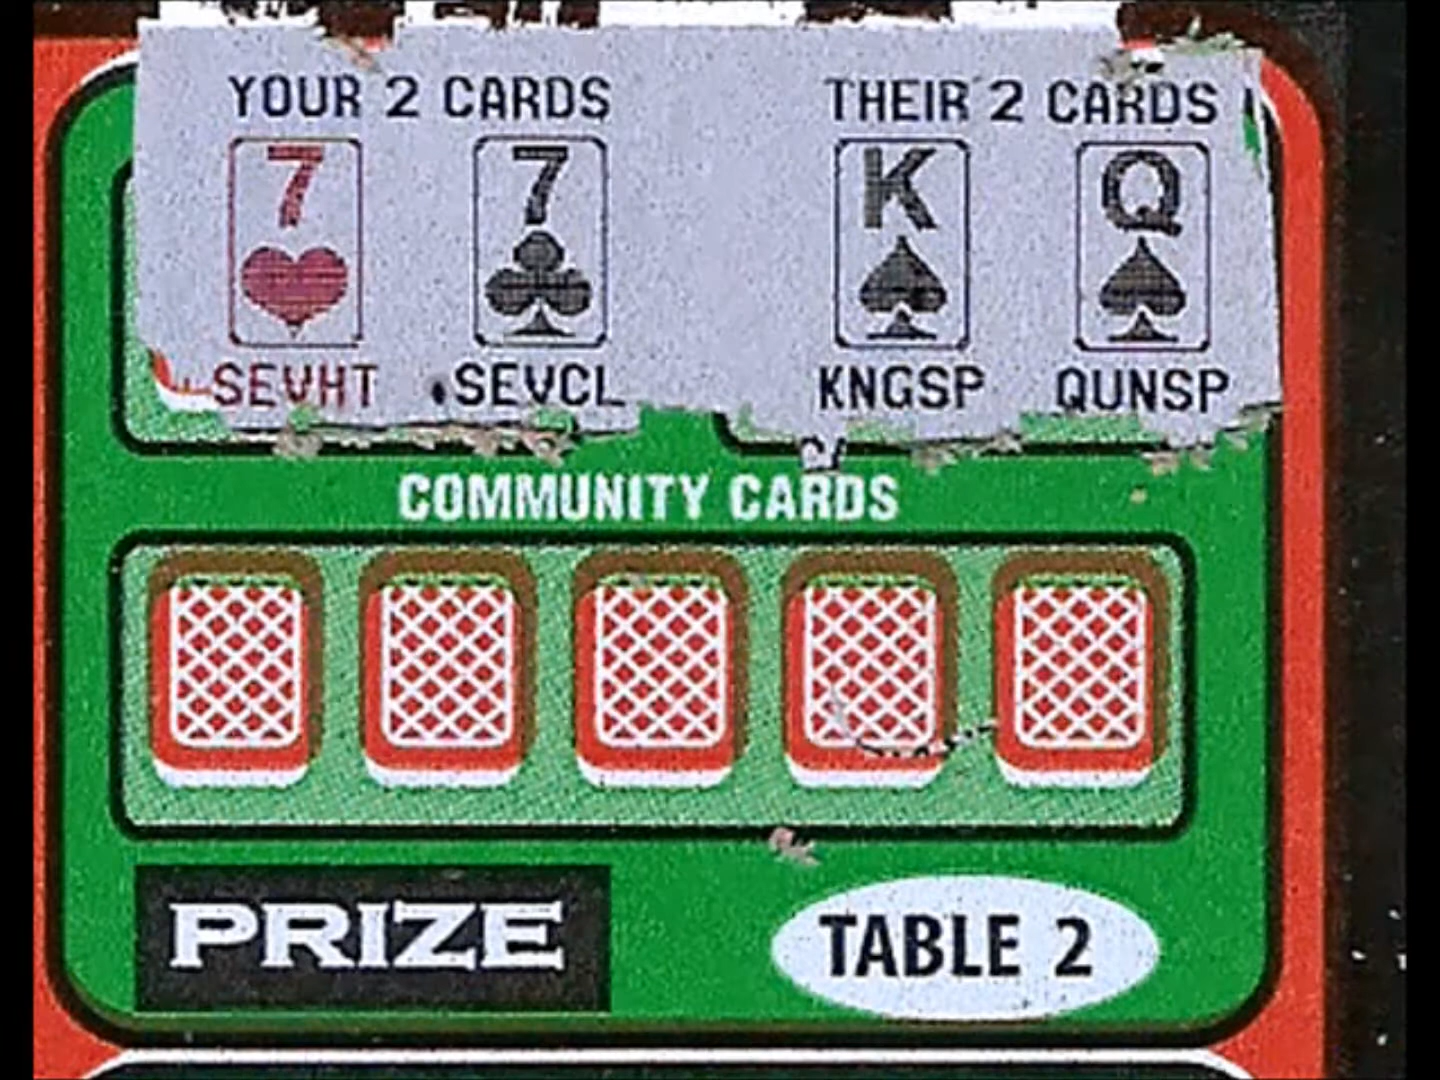 YOUR 2 CARDS THEIR 2 CARDS
7 7 K Q
SEVHT SEVCL KNGSP QUNSP
COMMUNITY CARDS
PRIZE TABLE 2